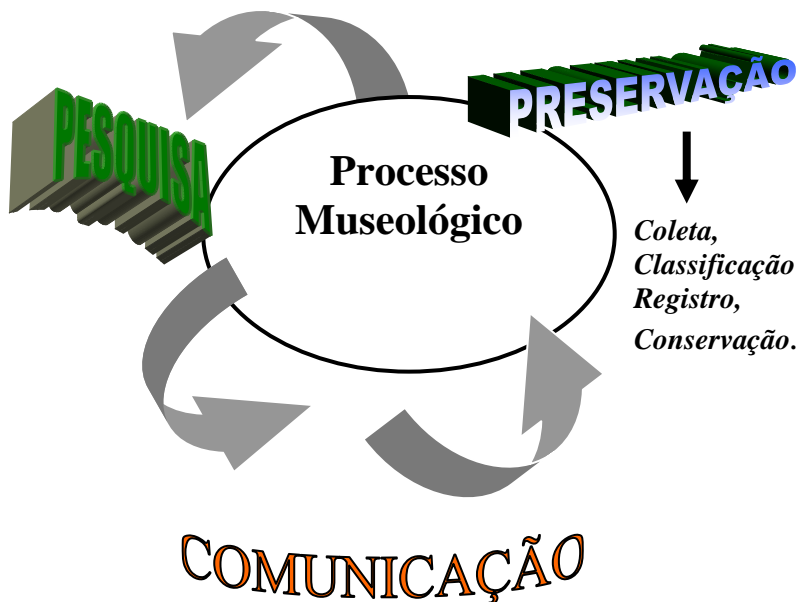 PRESERVAÇÃO
PESQUISA
Processo
Museológico
Coleta,
Classificação
Registro,
Conservação.
COMUNICAÇÃO